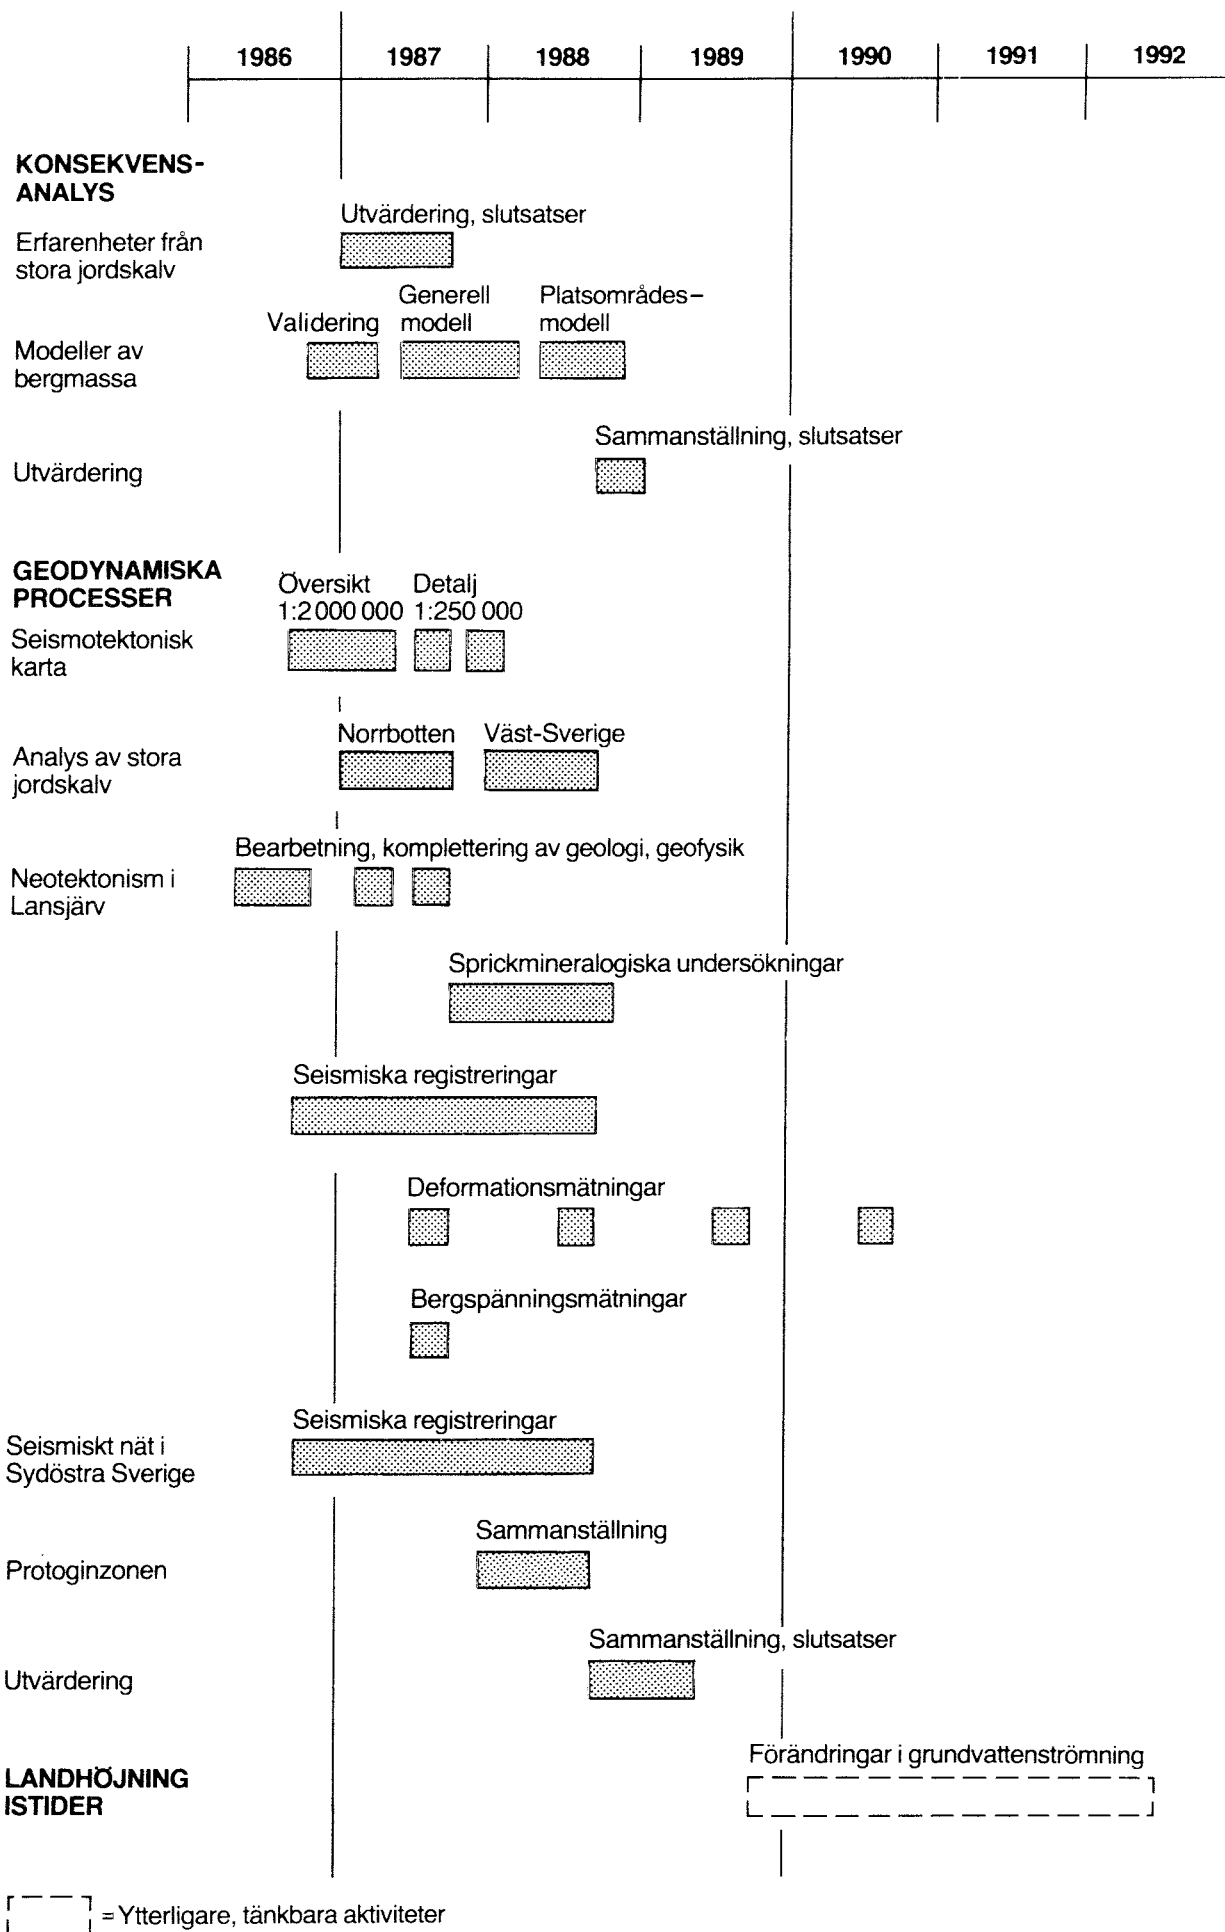 1986 1987 1988 1989 1990 1991 1992
KONSEKVENS-
ANALYS
Utvärdering, slutsatser
Erfarenheter från
stora jordskalv
Validering
Generell
modell
Platsområdes-
modell
Modeller av
bergmassa
Sammanställning, slutsatser
Utvärdering
GEODYNAMISKA
PROCESSER
Översikt
1:2 000 000
Detalj
1:250 000
Seismotektonisk
karta
Norrbotten
Väst-Sverige
Analys av stora
jordskalv
Bearbetning, komplettering av geologi, geofysik
Neotektonism i
Lansjärv
Sprickmineralogiska undersökningar
Seismiska registreringar
Deformationsmätningar
Bergspänningsmätningar
Seismiska registreringar
Seismiskt nät i
Sydöstra Sverige
Sammanställning
Protoginzonen
Sammanställning, slutsatser
Utvärdering
Förändringar i grundvattenströmning
LANDHÖJNING
ISTIDER
= Ytterligare, tänkbara aktiviteter